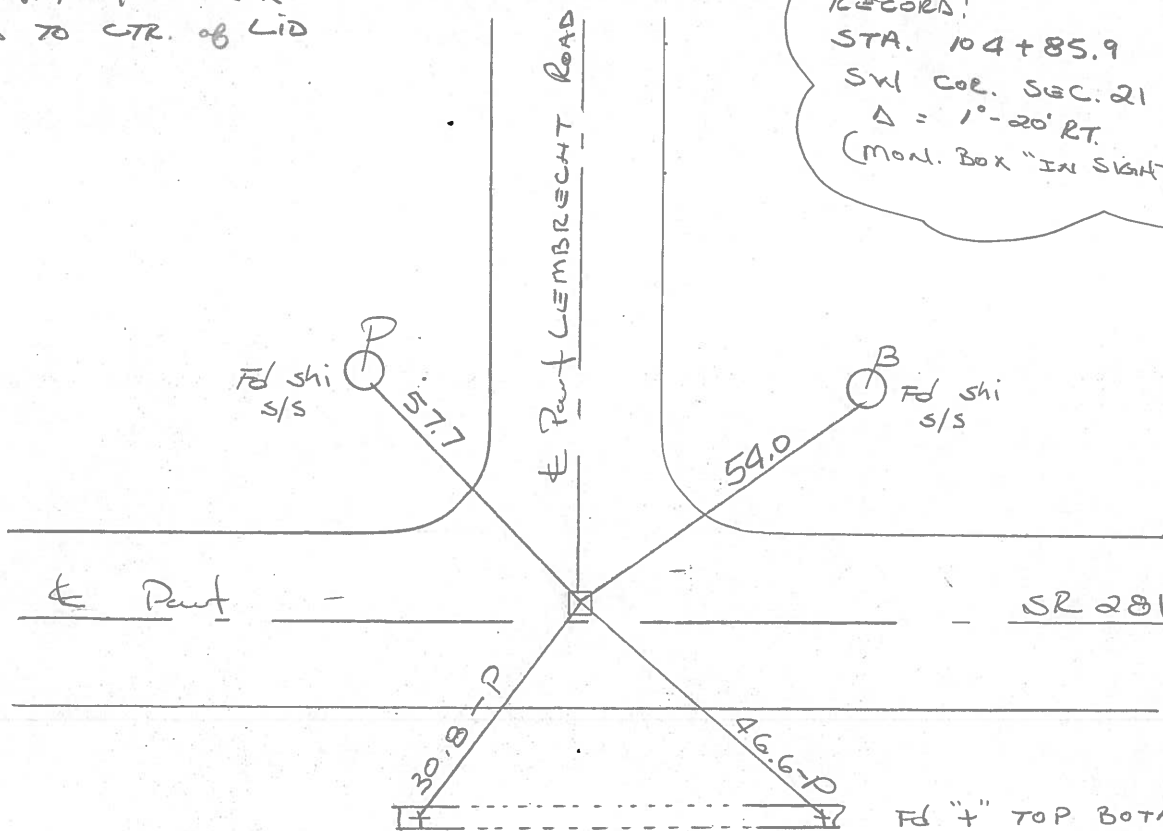 TO CTR. of LID
RECORD:
STA. 104+85.9
SW COR. SEC. 21
Δ = 1°-20' RT.
(MON. BOX "IN SIGHT
℄ Pavt LEMBRECHT ROAD
P
Fd shi
s/s
57.7
B
Fd shi
s/s
54.0
℄ Pavt
SR 281
30.8-P
46.6-P
Fd "+" TOP BOT